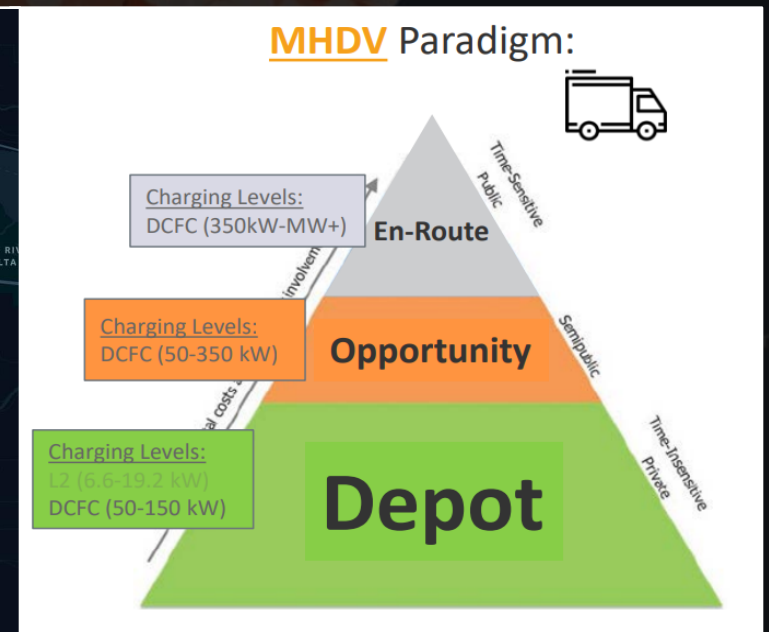 MHDV Paradigm:
Time-Sensitive
Public
Charging Levels:
DCFC (350kW-MW+)
En-Route
Charging Levels:
DCFC (50-350 kW)
Opportunity
Semipublic
costs
Charging Levels:
L2 (6.6-19.2 kW)
DCFC (50-150 kW)
Depot
Time-Insensitive
Private